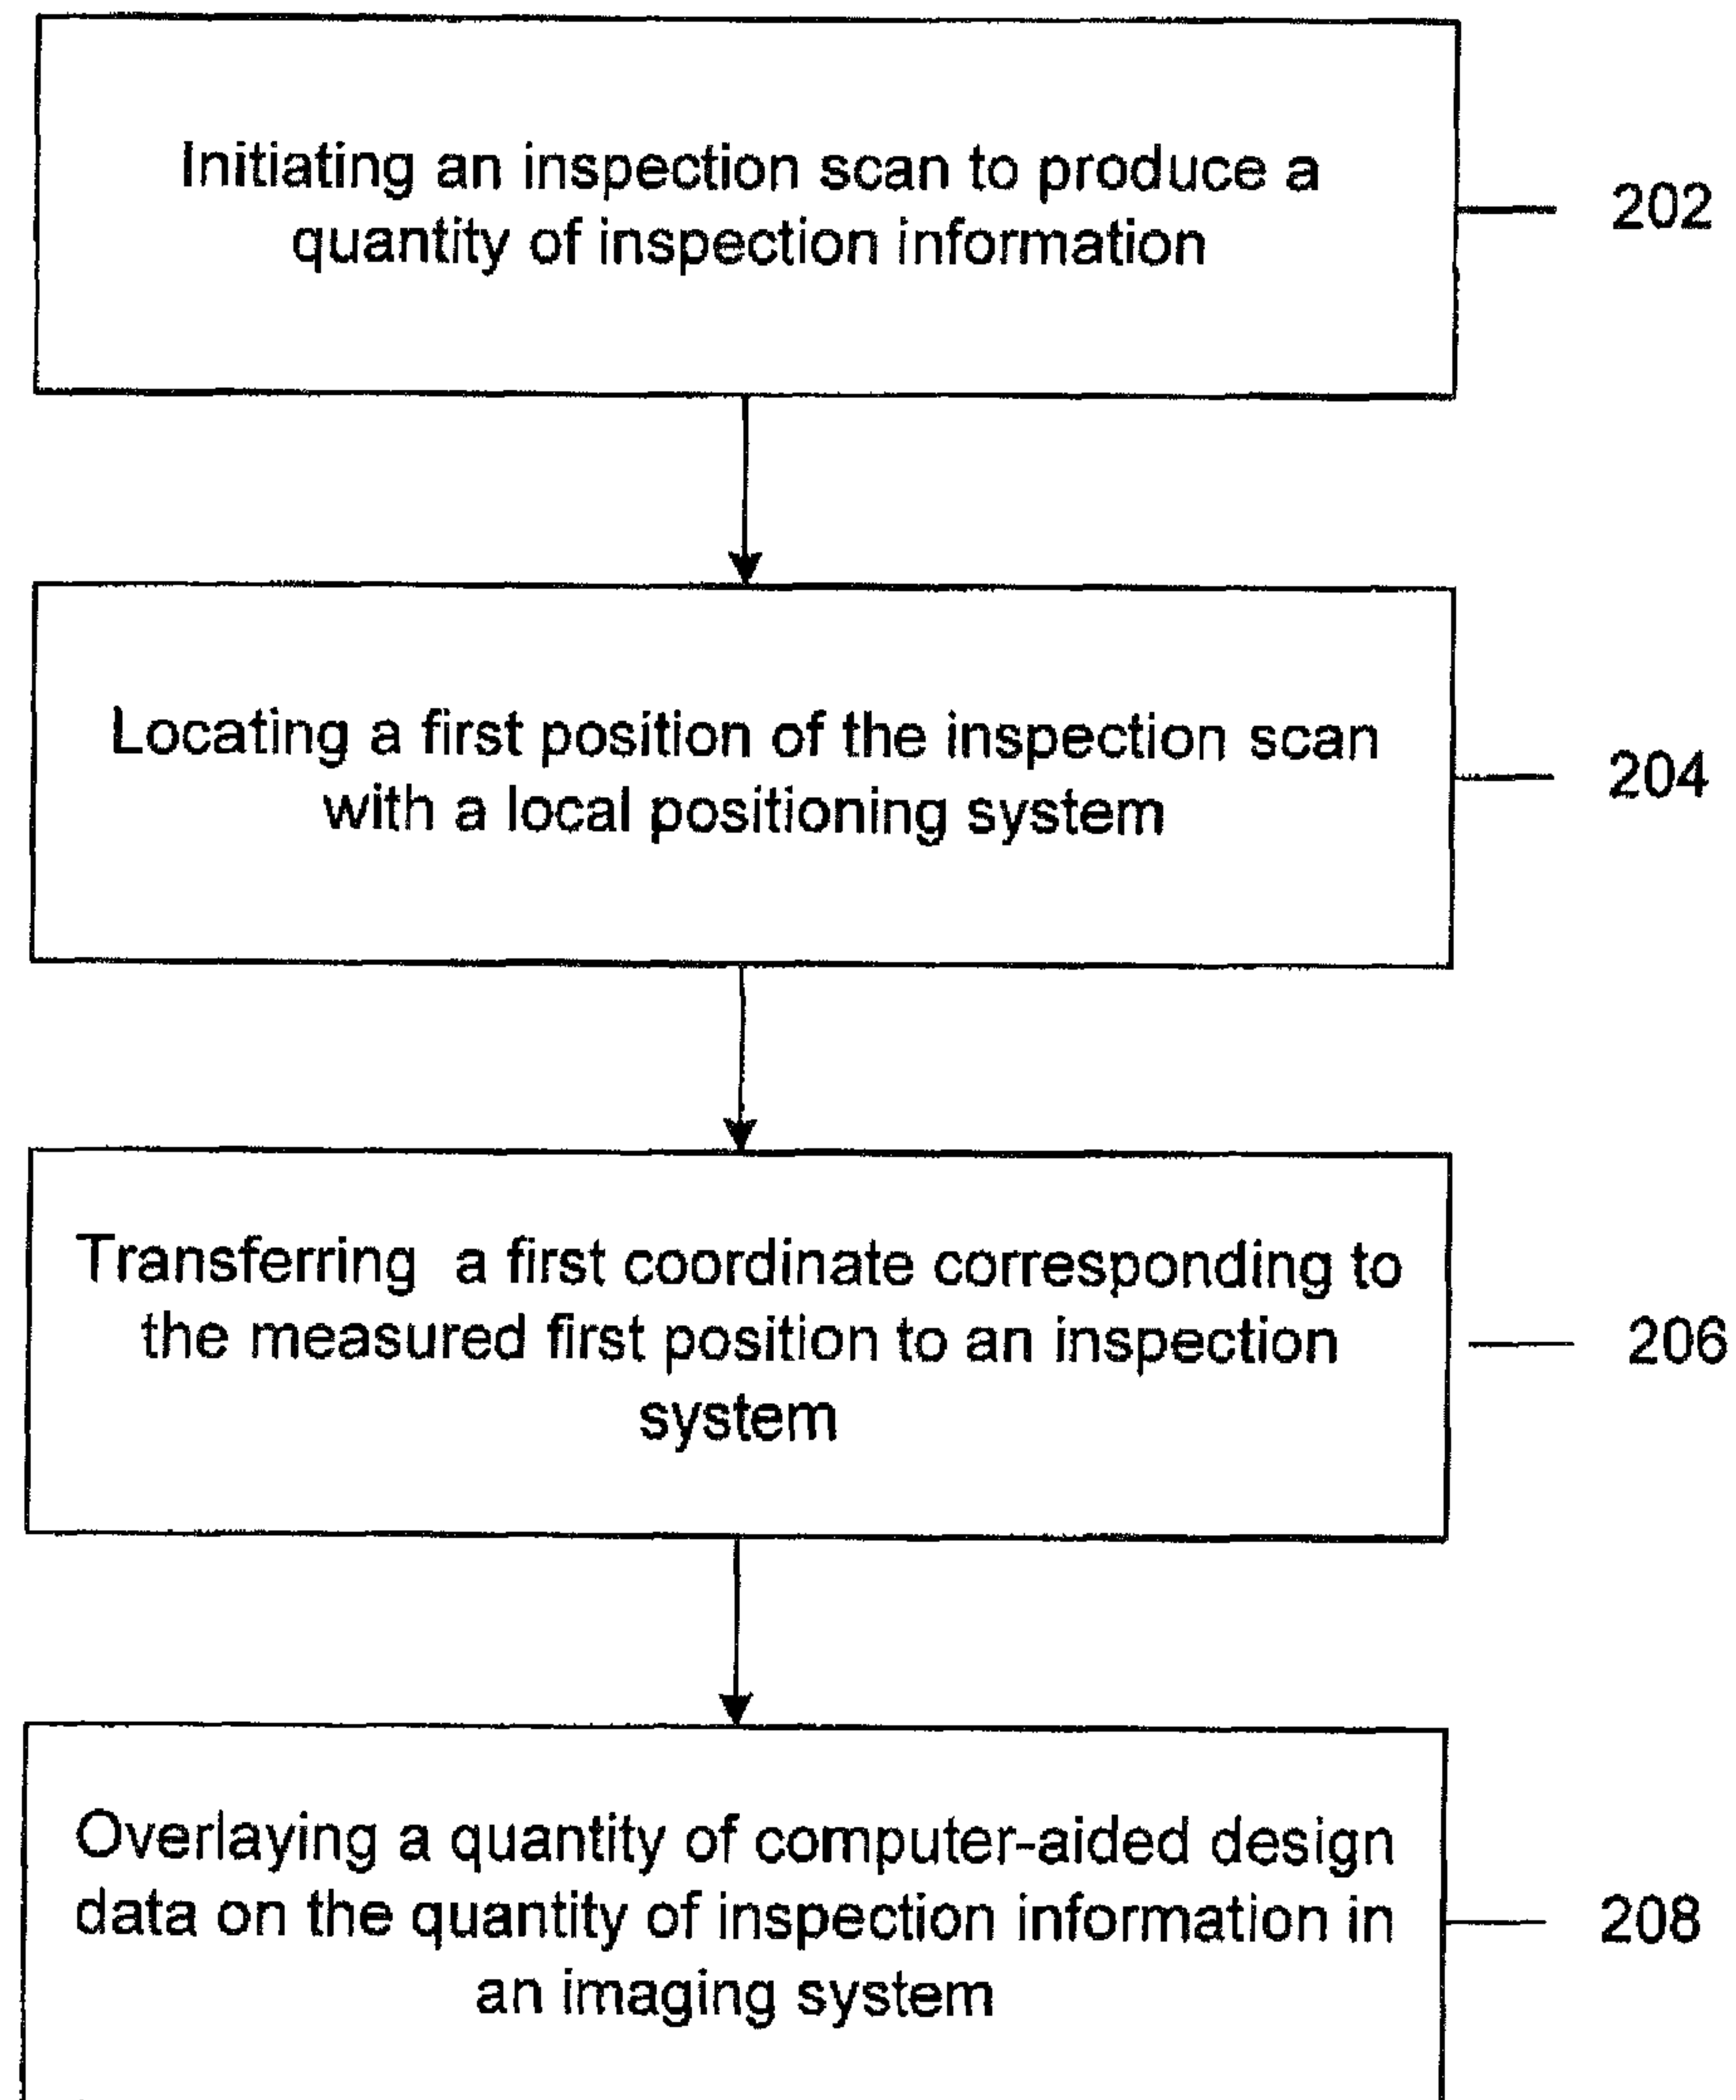 Initiating an inspection scan to produce a
quantity of inspection information
202
Locating a first position of the inspection scan
with a local positioning system
204
Transferring a first coordinate corresponding to
the measured first position to an inspection
system
206
Overlaying a quantity of computer-aided design
data on the quantity of inspection information in
an imaging system
208